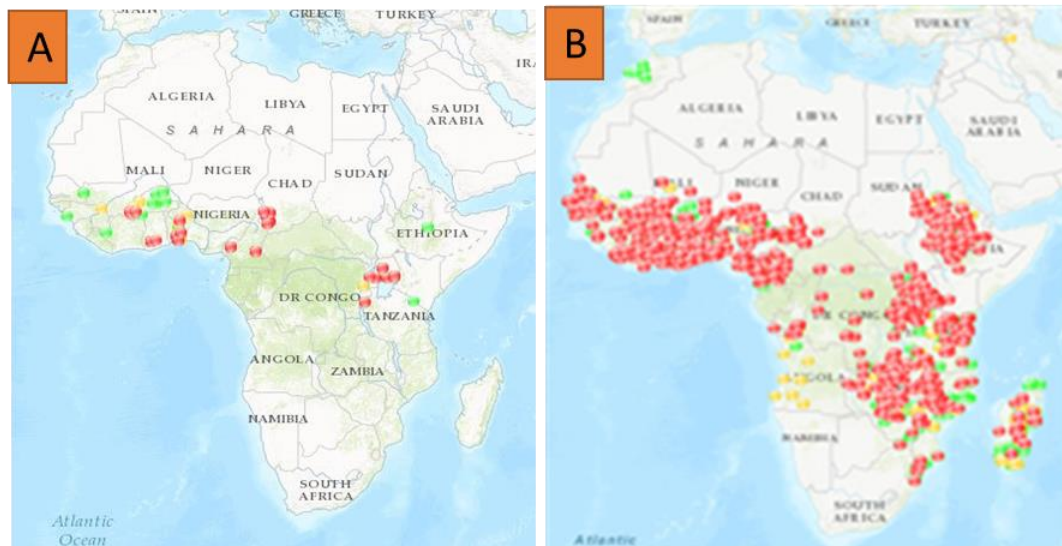 A
SPAIN
GREECE
TURKEY
IRA
ALGERIA
LIBYA
EGYPT
SAUDI
ARABIA
SAHARA
MALI
NIGER
CHAD
SUDAN
NIGERIA
ETHIOPIA
DR CONGO
TANZANIA
ANGOLA
ZAMBIA
NAMIBIA
SOUTH
AFRICA
Atlantic
Ocean
B
SPAIN
GREECE
TURKEY
ALGERIA
LIBYA
EGYPT
SAUDI
ARABIA
SAHARA
NIGER
CHAD
SUDAN
NAMIBIA
SOUTH
AFRICA
Atlantic